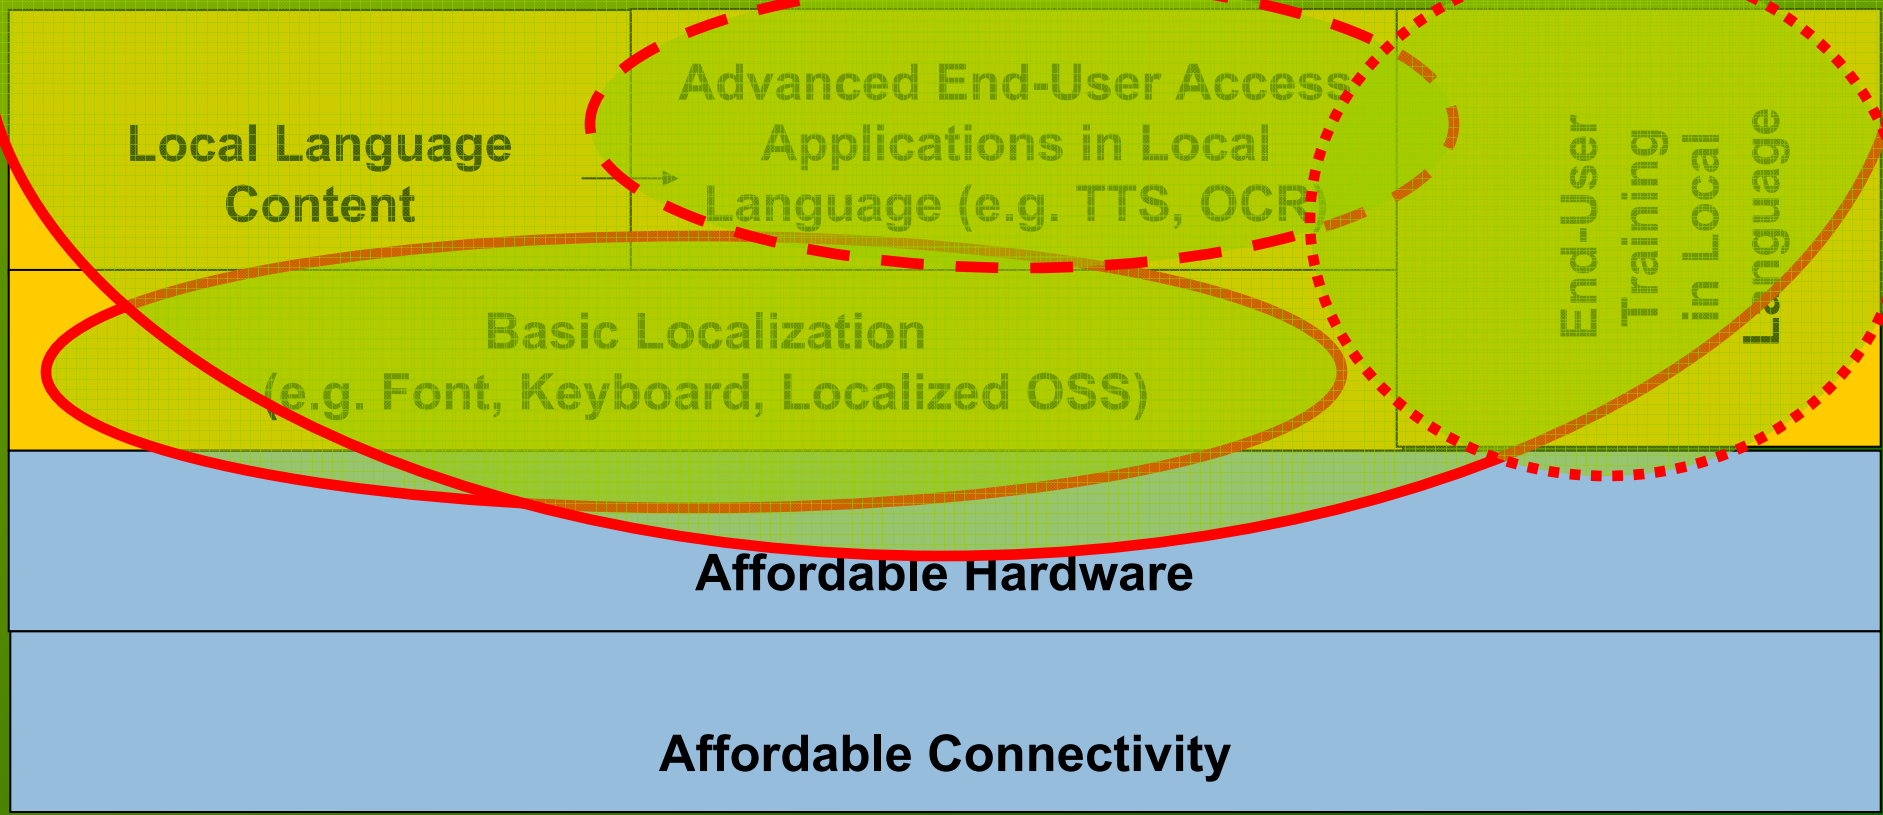 Local Language
Content
Advanced End-User Access
Applications in Local
Language (e.g. TTS, OCR)
End-User
Training
in Local
Language
Basic Localization
(e.g. Font, Keyboard, Localized OSS)
Affordable Hardware
Affordable Connectivity